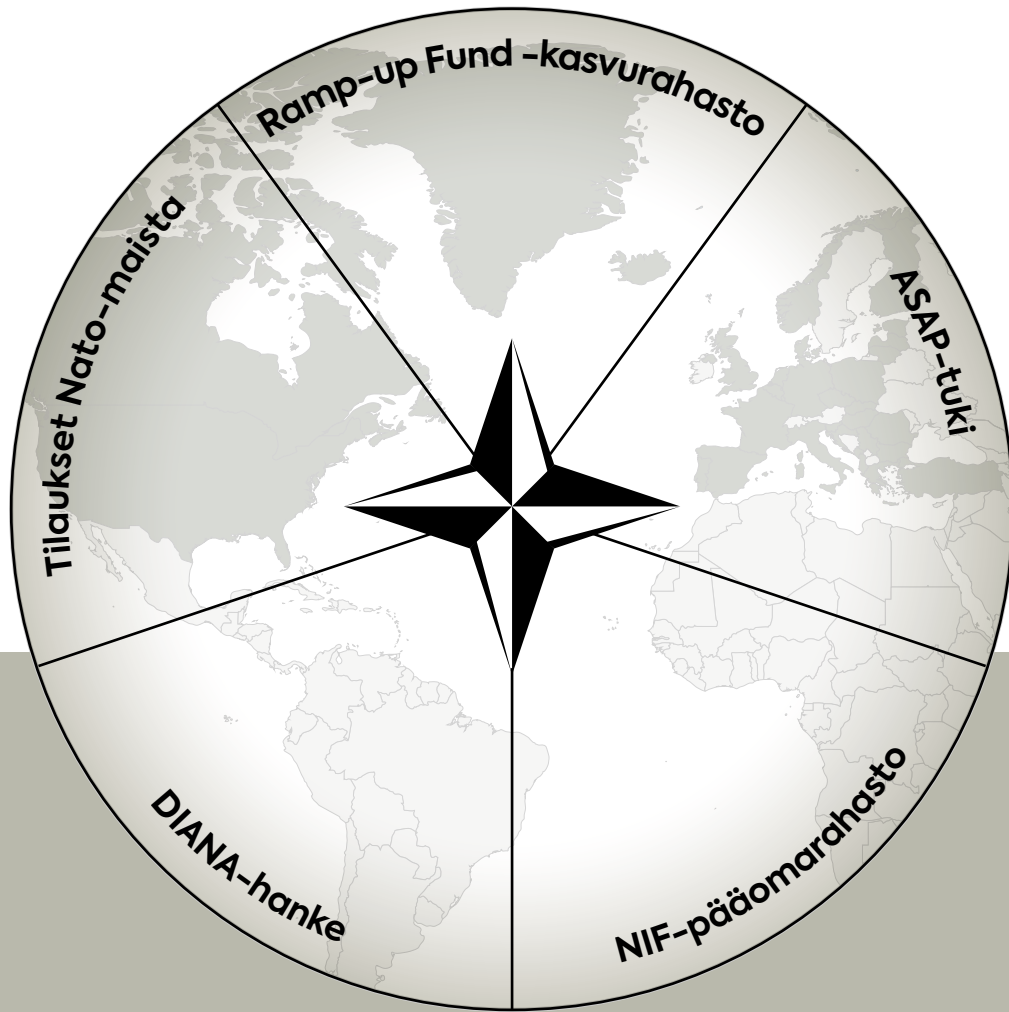 Ramp-up Fund -kasvurahasto
ASAP-tuki
NIF-pääomarahasto
DIANA-hanke
Tilaukset Nato-maista